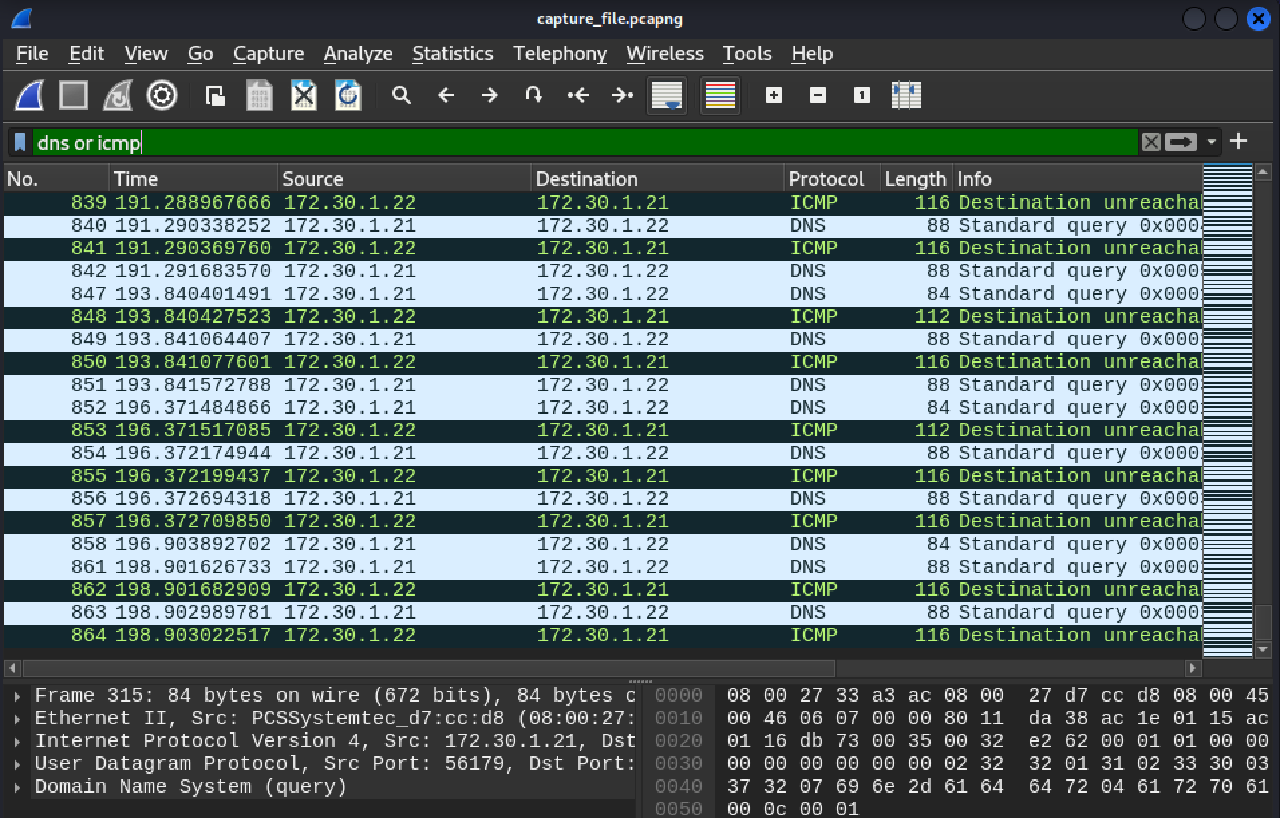 capture_file.pcapng
File Edit View Go Capture Analyze Statistics Telephony Wireless Tools Help
dns or icmp
No. Time Source Destination Protocol Length Info
839 191.288967666 172.30.1.22 172.30.1.21 ICMP 116 Destination unreacha
840 191.290338252 172.30.1.21 172.30.1.22 DNS 88 Standard query 0x000
841 191.290369760 172.30.1.22 172.30.1.21 ICMP 116 Destination unreacha
842 191.291683570 172.30.1.21 172.30.1.22 DNS 88 Standard query 0x000
847 193.840401491 172.30.1.21 172.30.1.22 DNS 84 Standard query 0x000
848 193.840427523 172.30.1.22 172.30.1.21 ICMP 112 Destination unreacha
849 193.841064407 172.30.1.21 172.30.1.22 DNS 88 Standard query 0x000
850 193.841077601 172.30.1.22 172.30.1.21 ICMP 116 Destination unreacha
851 193.841572788 172.30.1.21 172.30.1.22 DNS 88 Standard query 0x000
852 196.371484866 172.30.1.21 172.30.1.22 DNS 84 Standard query 0x000
853 196.371517085 172.30.1.22 172.30.1.21 ICMP 112 Destination unreacha
854 196.372174944 172.30.1.21 172.30.1.22 DNS 88 Standard query 0x000
855 196.372199437 172.30.1.22 172.30.1.21 ICMP 116 Destination unreacha
856 196.372694318 172.30.1.21 172.30.1.22 DNS 88 Standard query 0x000
857 196.372709850 172.30.1.22 172.30.1.21 ICMP 116 Destination unreacha
858 196.903892702 172.30.1.21 172.30.1.22 DNS 84 Standard query 0x000
861 198.901626733 172.30.1.21 172.30.1.22 DNS 88 Standard query 0x000
862 198.901682909 172.30.1.22 172.30.1.21 ICMP 116 Destination unreacha
863 198.902989781 172.30.1.21 172.30.1.22 DNS 88 Standard query 0x000
864 198.903022517 172.30.1.22 172.30.1.21 ICMP 116 Destination unreacha
Frame 315: 84 bytes on wire (672 bits), 84 bytes c
Ethernet II, Src: PCSSystemtec_d7:cc:d8 (08:00:27:
Internet Protocol Version 4, Src: 172.30.1.21, Dst
User Datagram Protocol, Src Port: 56179, Dst Port:
Domain Name System (query)
0000 08 00 27 33 a3 ac 08 00 27 d7 cc d8 08 00 45
0010 00 46 06 07 00 00 80 11 da 38 ac 1e 01 15 ac
0020 01 16 db 73 00 35 00 32 e2 62 00 01 01 00 00
0030 00 00 00 00 00 00 02 32 32 01 31 02 33 30 03
0040 37 32 07 69 6e 2d 61 64 64 72 04 61 72 70 61
0050 00 0c 00 01